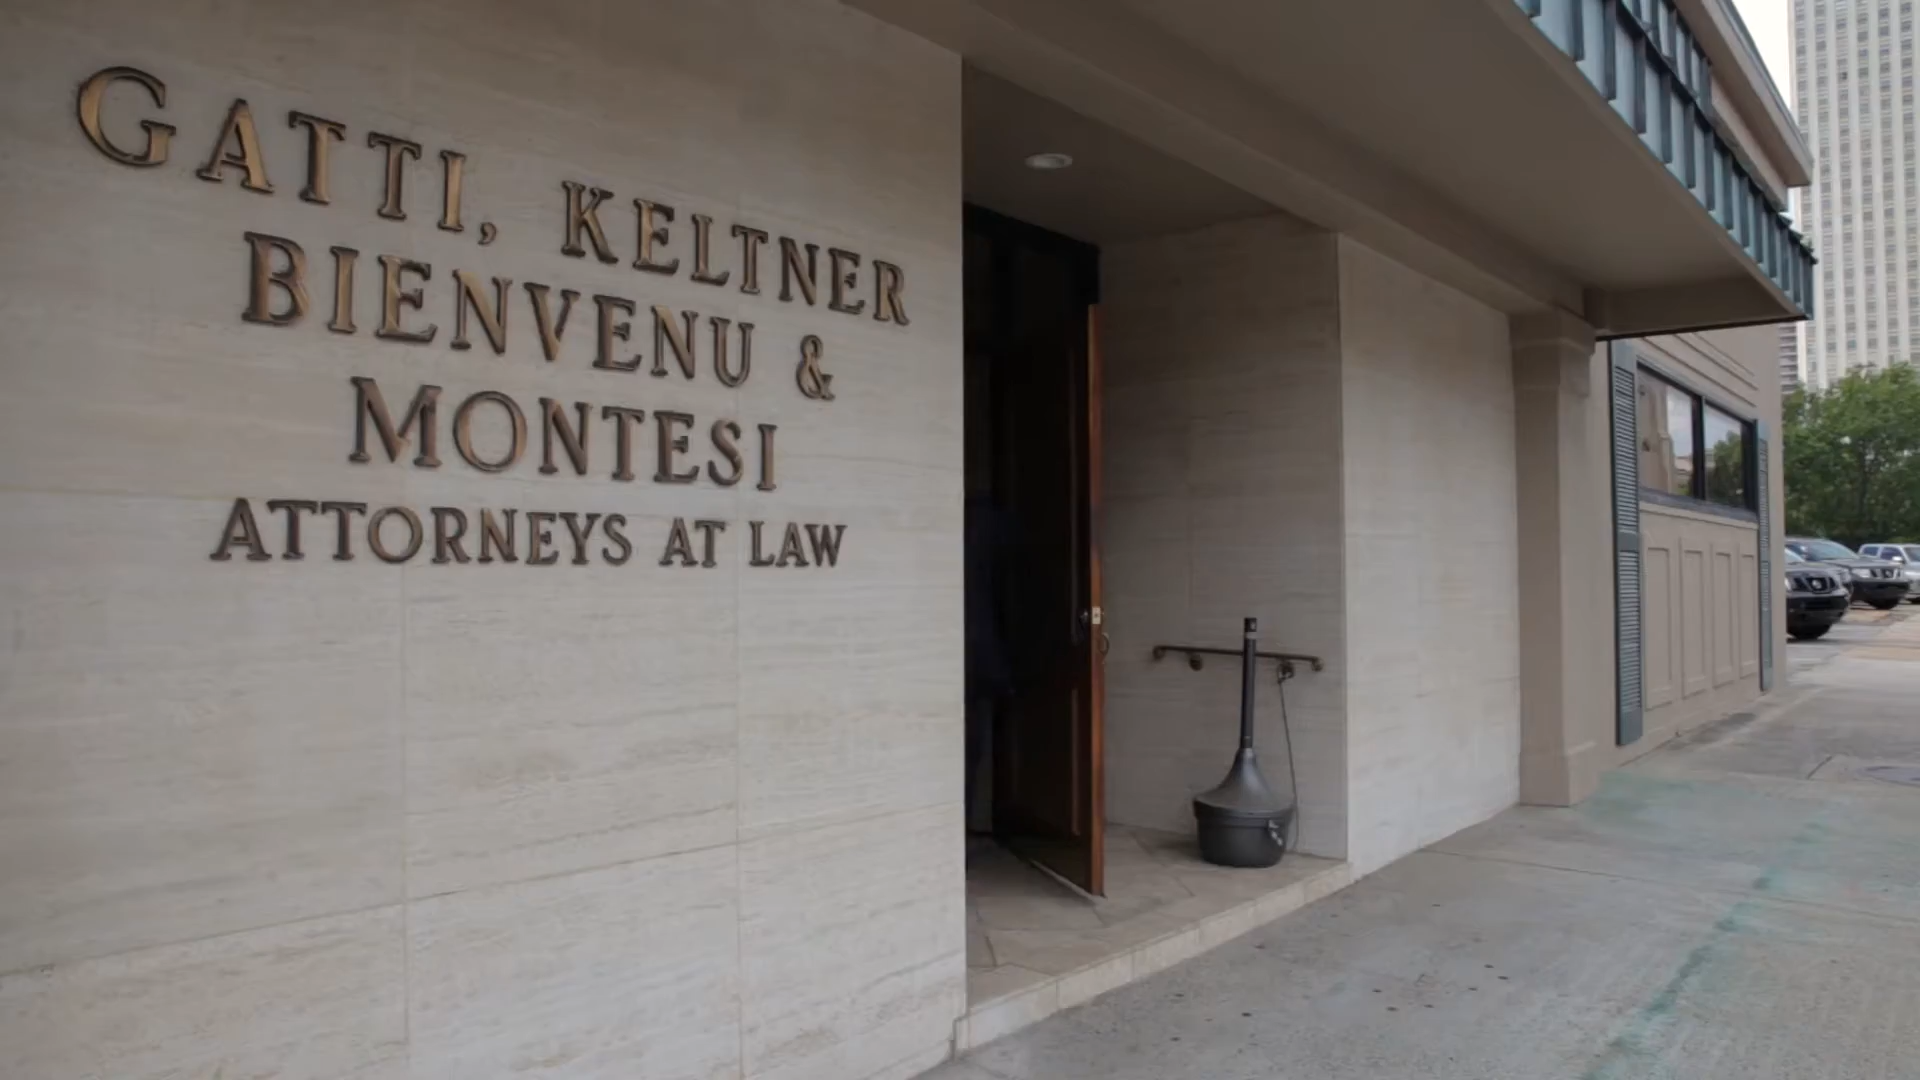 GATTI, KELTNER
BIENVENU &
MONTESI
ATTORNEYS AT LAW